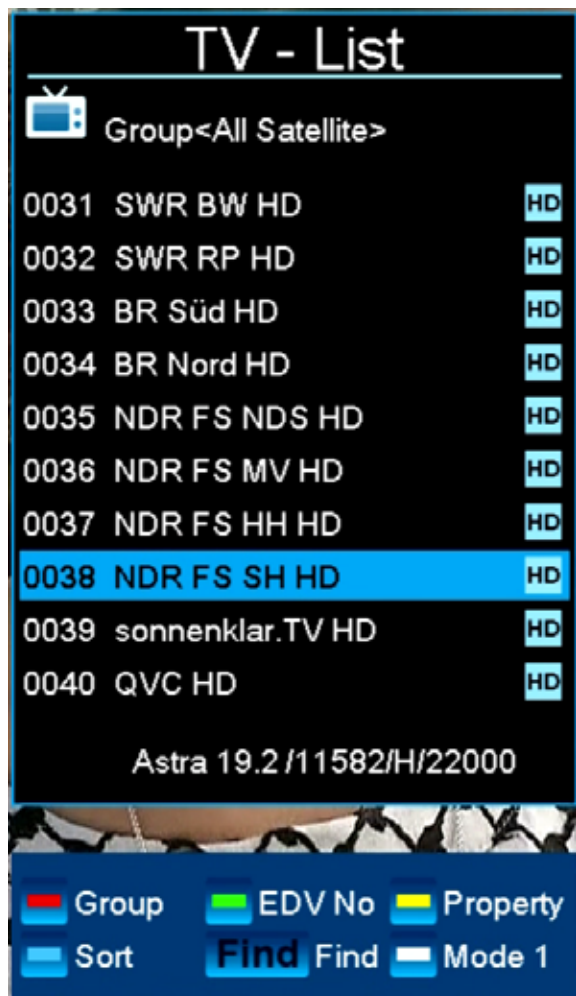 TV - List
Group<All Satellite>
0031 SWR BW HD HD
0032 SWR RP HD HD
0033 BR Süd HD HD
0034 BR Nord HD HD
0035 NDR FS NDS HD HD
0036 NDR FS MV HD HD
0037 NDR FS HH HD HD
0038 NDR FS SH HD HD
0039 sonnenklar.TV HD HD
0040 QVC HD HD
Astra 19.2 /11582/H/22000
Group EDV No Property
Sort Find Find Mode 1